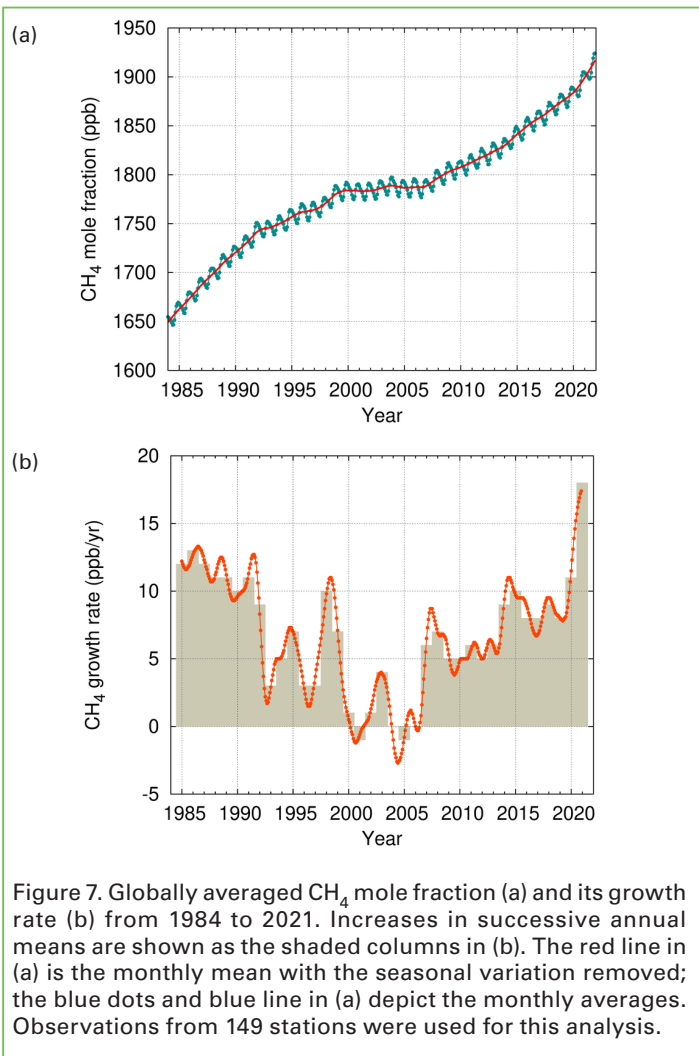 (a)
1950
1900
1850
1800
1750
1700
1650
1600
CH₄ mole fraction (ppb)
1985 1990 1995 2000 2005 2010 2015 2020
Year
(b)
20
15
10
5
0
-5
CH₄ growth rate (ppb/yr)
1985 1990 1995 2000 2005 2010 2015 2020
Year
Figure 7. Globally averaged CH₄ mole fraction (a) and its growth
rate (b) from 1984 to 2021. Increases in successive annual
means are shown as the shaded columns in (b). The red line in
(a) is the monthly mean with the seasonal variation removed;
the blue dots and blue line in (a) depict the monthly averages.
Observations from 149 stations were used for this analysis.